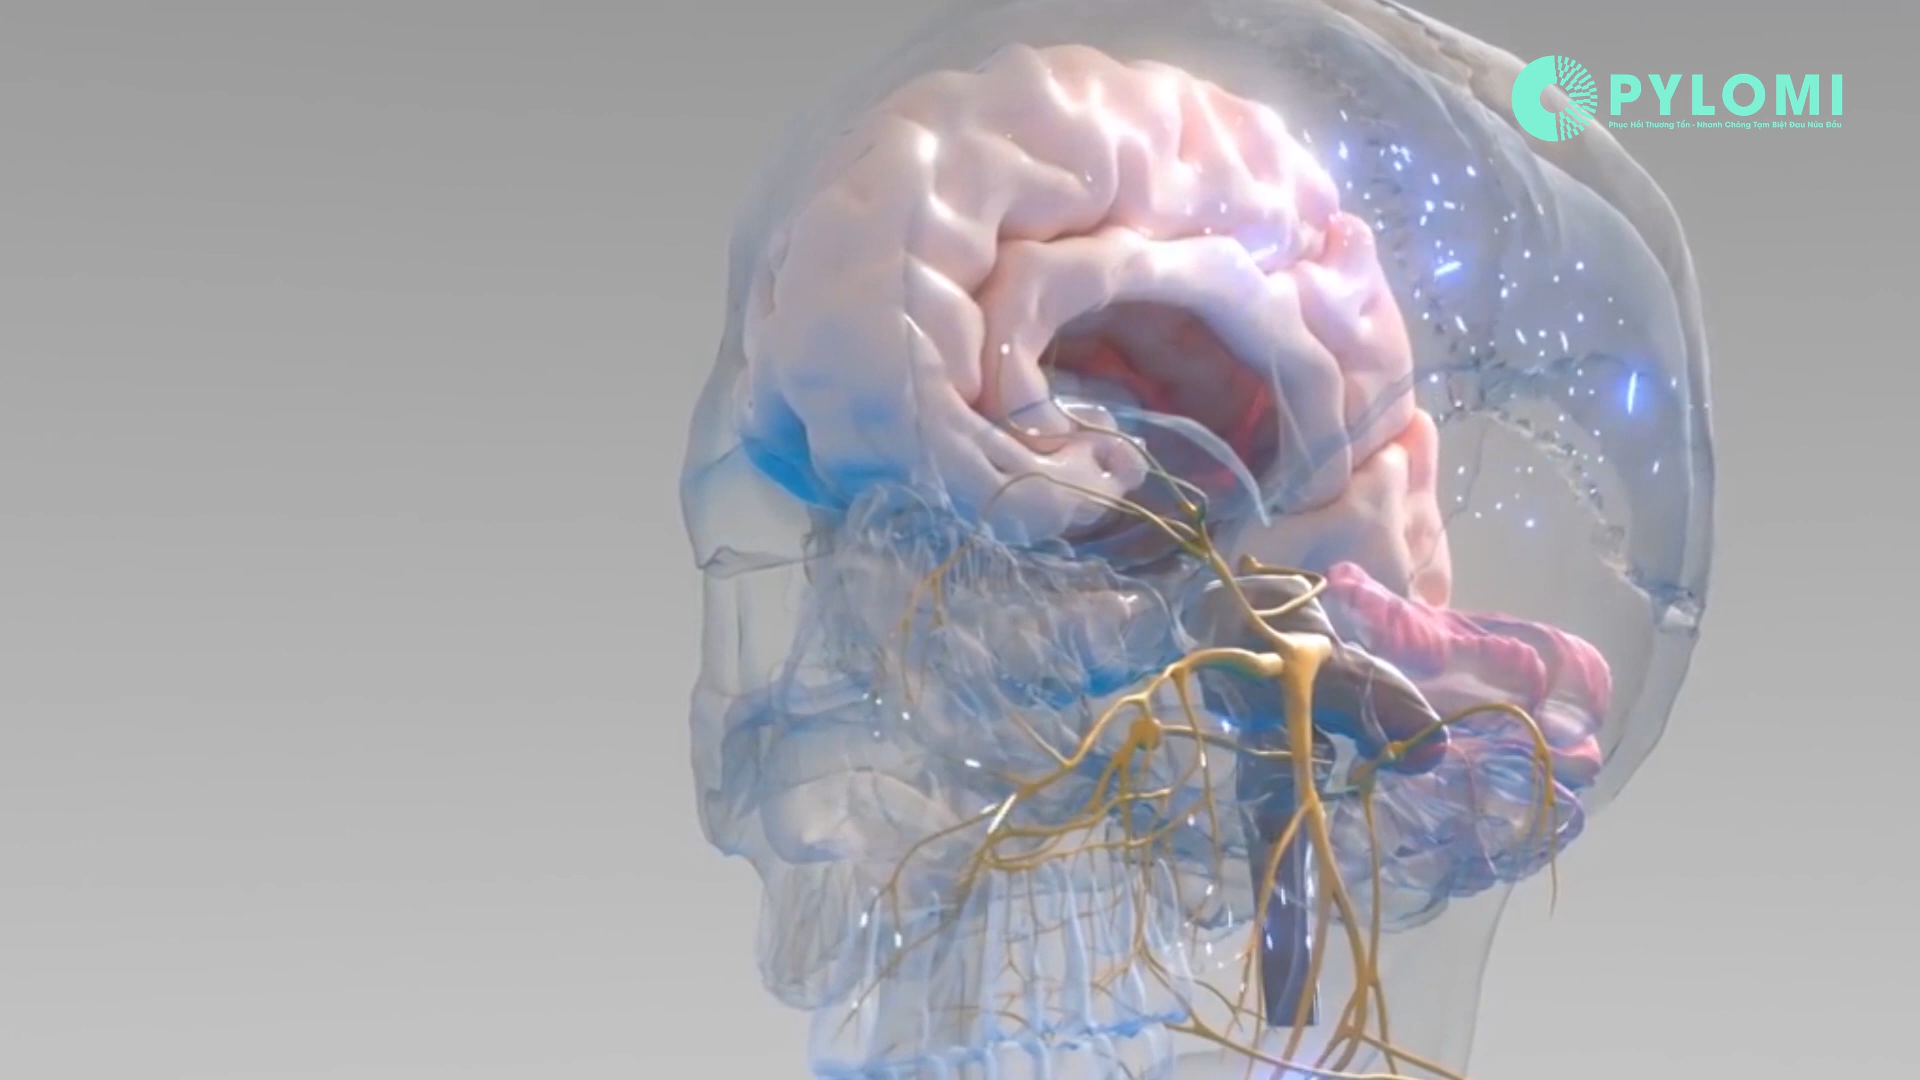 PYLOMI
Phục Hồi Thương Tổn - Nhanh Chóng Tạm Biệt Đau Nửa Đầu